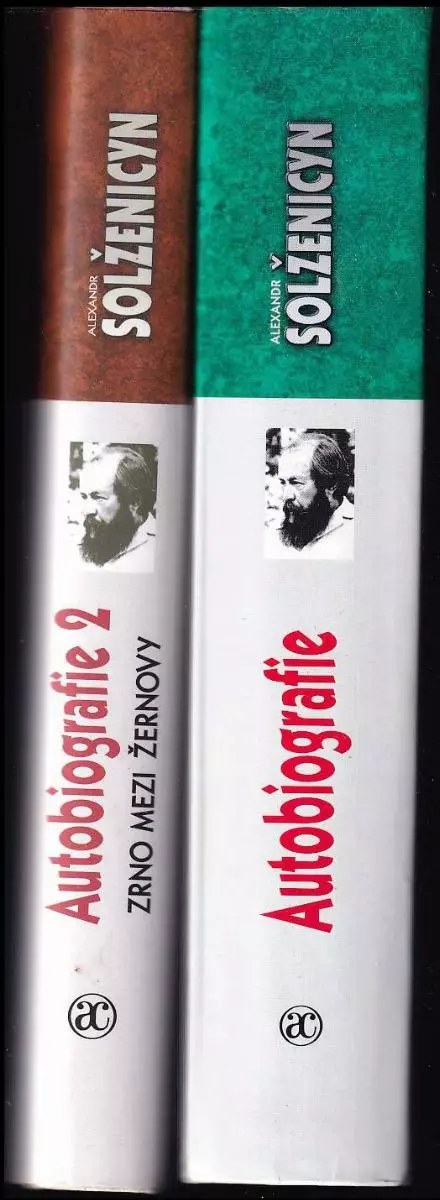 ALEXANDR
SOLŽENICYN
Autobiografie 2
ZRNO MEZI ŽERNOVY
ac
ALEXANDR
SOLŽENICYN
Autobiografie
ac